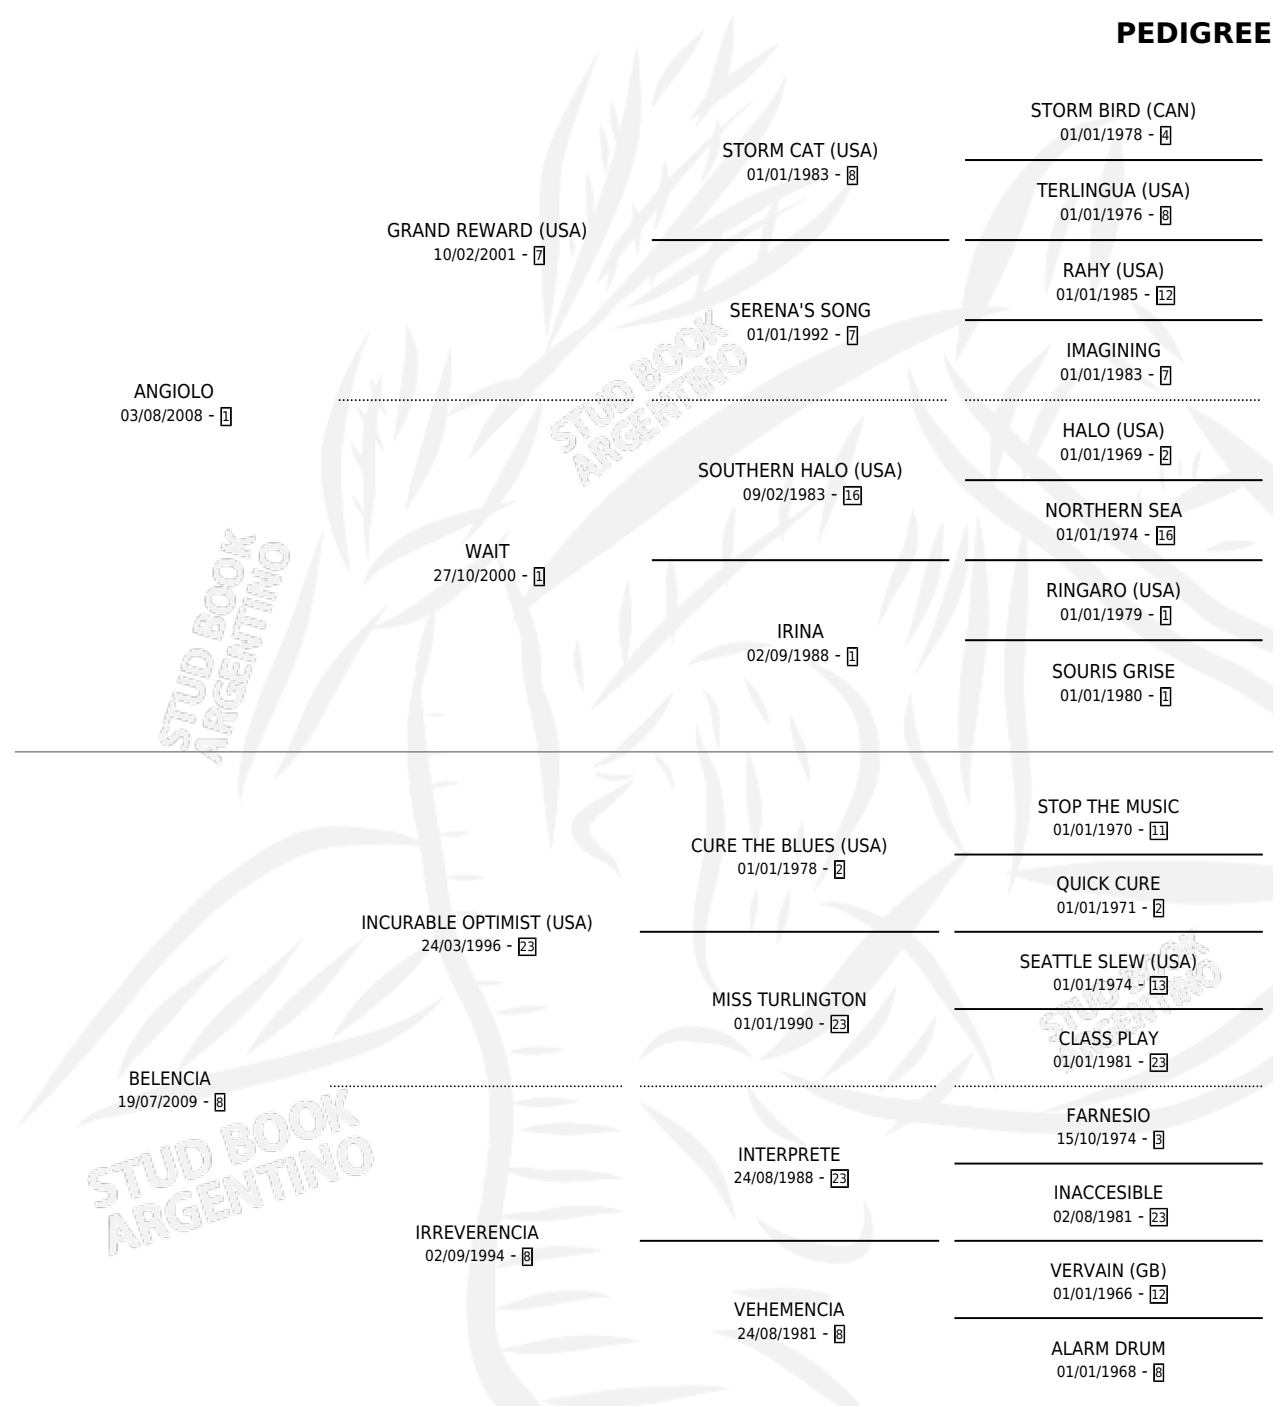 PEDIGREE
STORM BIRD (CAN)
01/01/1978 - 4
STORM CAT (USA)
01/01/1983 - 8
TERLINGUA (USA)
01/01/1976 - 8
GRAND REWARD (USA)
10/02/2001 - 7
RAHY (USA)
01/01/1985 - 12
SERENA'S SONG
01/01/1992 - 7
IMAGINING
01/01/1983 - 7
ANGIOLO
03/08/2008 - 1
STUD BOOK
ARGENTINO
HALO (USA)
01/01/1969 - 2
SOUTHERN HALO (USA)
09/02/1983 - 16
NORTHERN SEA
01/01/1974 - 16
WAIT
27/10/2000 - 1
RINGARO (USA)
01/01/1979 - 1
IRINA
02/09/1988 - 1
SOURIS GRISE
01/01/1980 - 1
STUD BOOK
ARGENTINO
STOP THE MUSIC
01/01/1970 - 11
CURE THE BLUES (USA)
01/01/1978 - 2
QUICK CURE
01/01/1971 - 2
INCURABLE OPTIMIST (USA)
24/03/1996 - 23
SEATTLE SLEW (USA)
01/01/1974 - 13
MISS TURLINGTON
01/01/1990 - 23
STUD BOOK
ARGENTINO
CLASS PLAY
01/01/1981 - 23
BELENCIA
19/07/2009 - 8
STUD BOOK
ARGENTINO
FARNESIO
15/10/1974 - 3
INTERPRETE
24/08/1988 - 23
INACCESIBLE
02/08/1981 - 23
IRREVERENCIA
02/09/1994 - 8
VERVAIN (GB)
01/01/1966 - 12
VEHEMENCIA
24/08/1981 - 8
ALARM DRUM
01/01/1968 - 8